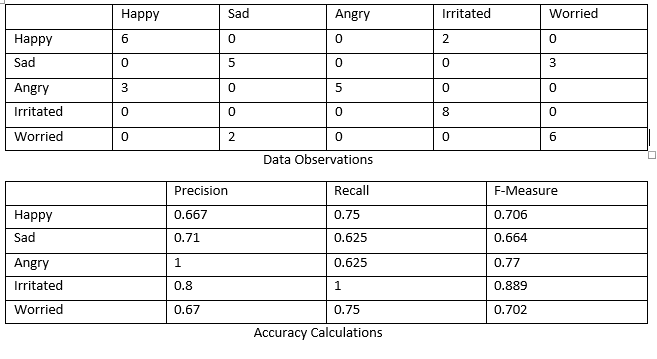 Happy Sad Angry Irritated Worried
Happy 6 0 0 2 0
Sad 0 5 0 0 3
Angry 3 0 5 0 0
Irritated 0 0 0 8 0
Worried 0 2 0 0 6
Data Observations
Precision Recall F-Measure
Happy 0.667 0.75 0.706
Sad 0.71 0.625 0.664
Angry 1 0.625 0.77
Irritated 0.8 1 0.889
Worried 0.67 0.75 0.702
Accuracy Calculations